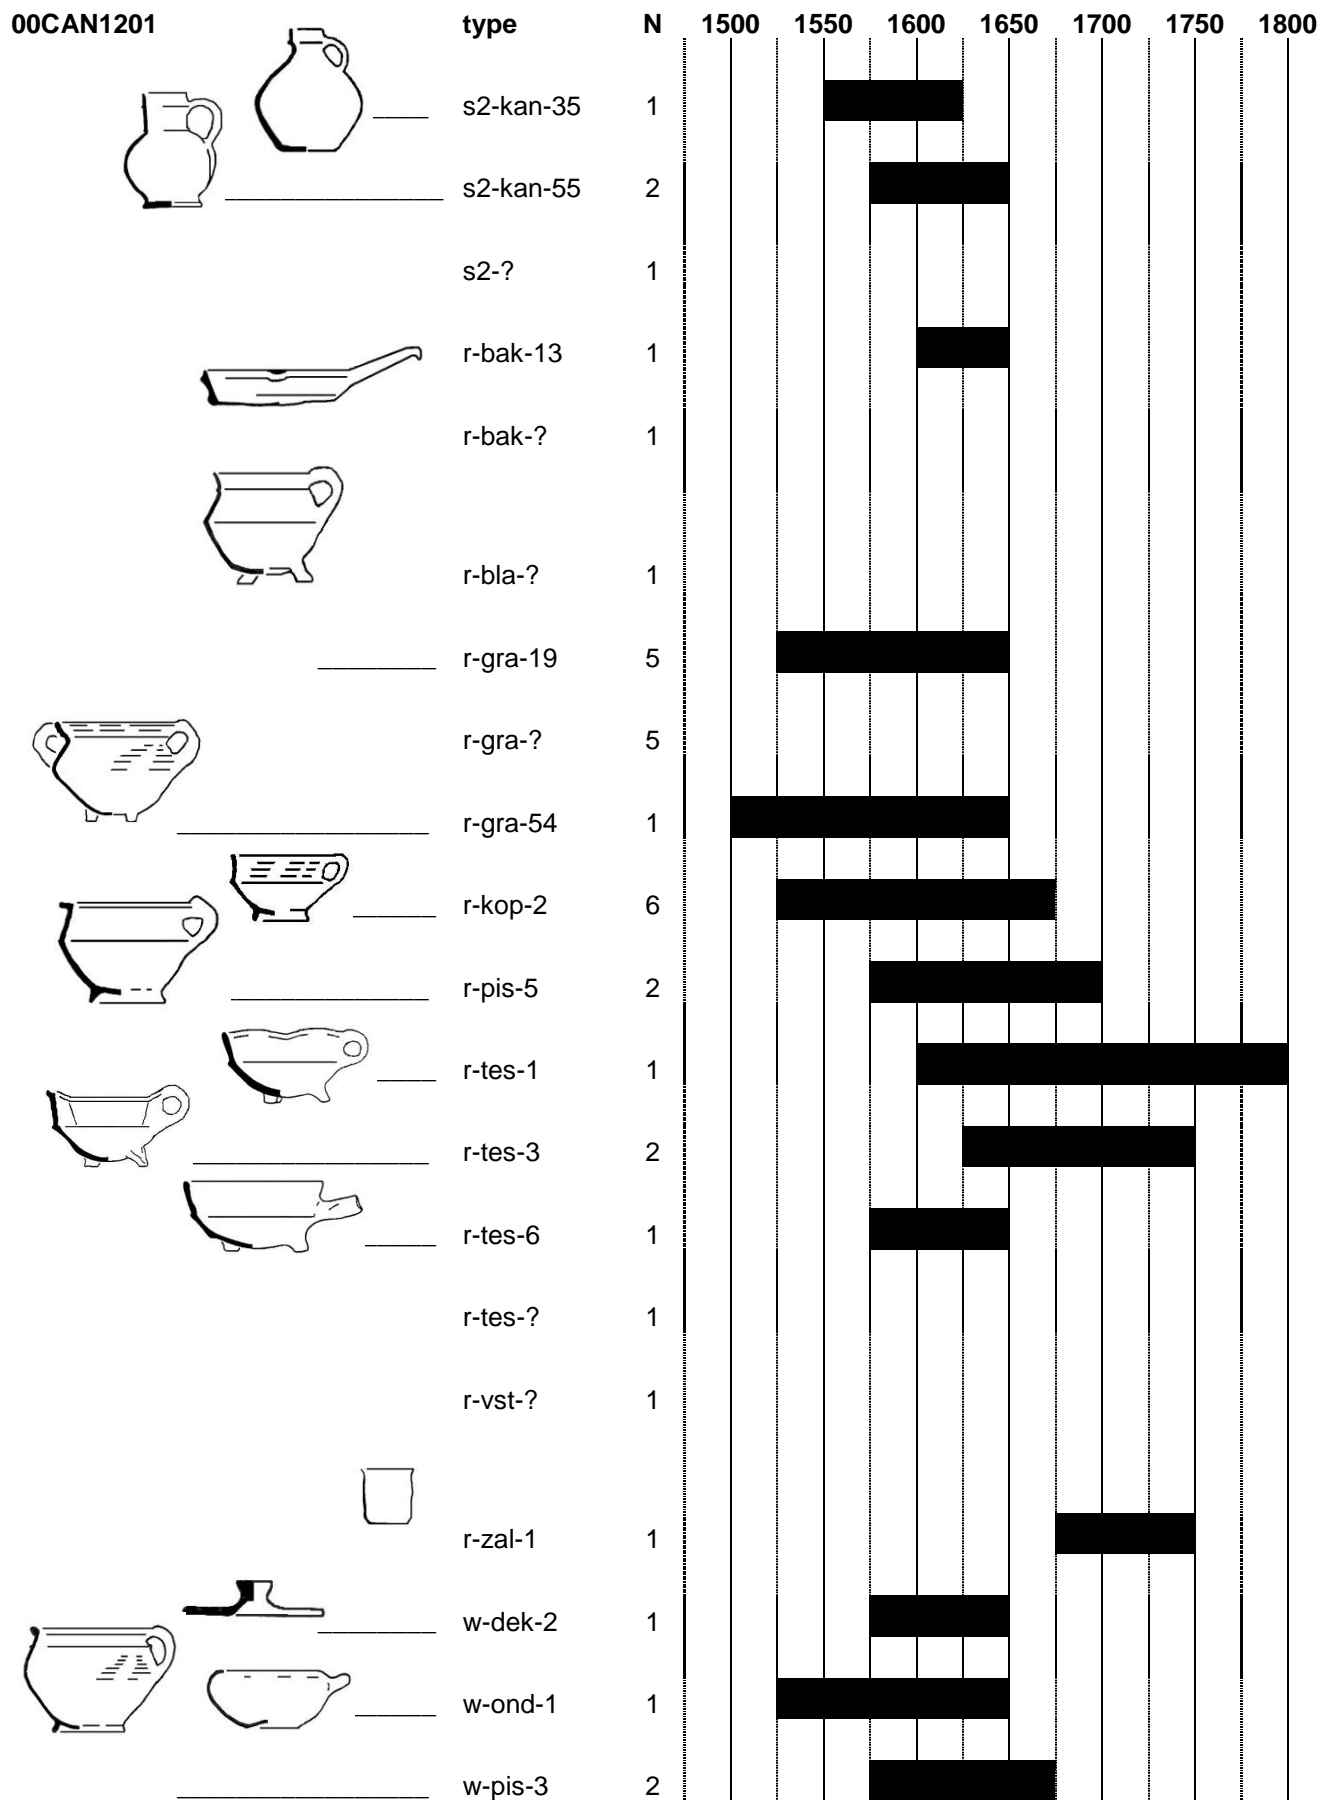 00CAN1201 type N 1500 1550 1600 1650 1700 1750 1800
s2-kan-35 1
s2-kan-55 2
s2-? 1
r-bak-13 1
r-bak-? 1
r-bla-? 1
r-gra-19 5
r-gra-? 5
r-gra-54 1
r-kop-2 6
r-pis-5 2
r-tes-1 1
r-tes-3 2
r-tes-6 1
r-tes-? 1
r-vst-? 1
r-zal-1 1
w-dek-2 1
w-ond-1 1
w-pis-3 2